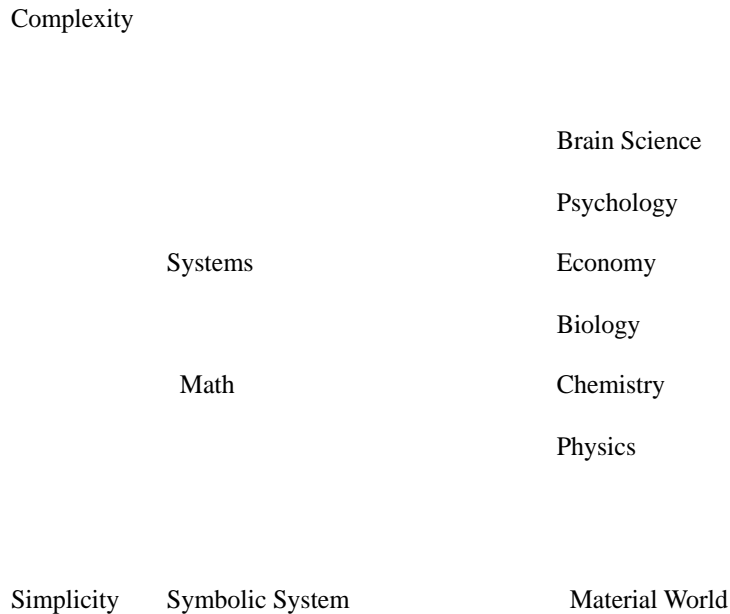 Complexity
Brain Science
Psychology
Systems Economy
Biology
Math Chemistry
Physics
Simplicity Symbolic System Material World